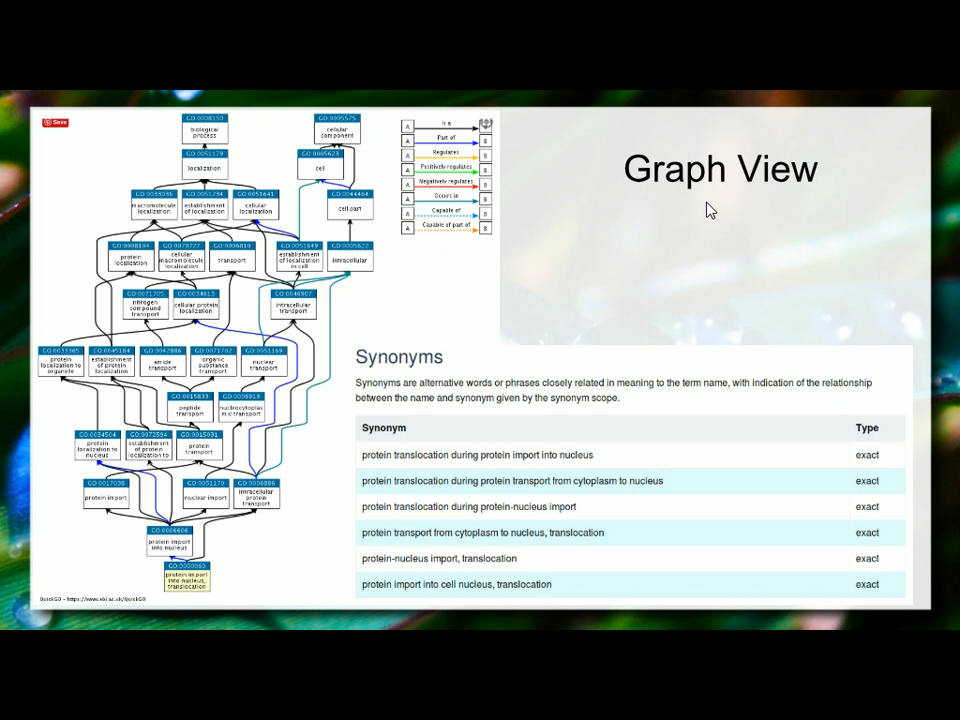 Save
GO:0008150
biological
process
GO:0005575
cellular
component
GO:0051179
localization
GO:0005623
cell
GO:0033036
macromolecule
localization
GO:0051234
establishment
of localization
GO:0051641
cellular
localization
GO:0044464
cell part
GO:0008104
protein
localization
GO:0070727
cellular
macromolecule
localization
GO:0006810
transport
GO:0051649
establishment
of localization
in cell
GO:0005622
intracellular
GO:0071705
nitrogen
compound
transport
GO:0034613
cellular protein
localization
GO:0046907
intracellular
transport
GO:0033365
protein
localization to
organelle
GO:0045184
establishment
of protein
localization
GO:0042886
amide
transport
GO:0071702
organic
substance
transport
GO:0051169
nuclear
transport
GO:0015833
peptide
transport
GO:0006913
nucleocytoplas
mic transport
GO:0034504
protein
localization to
nucleus
GO:0072594
establishment
of protein
localization to
GO:0015031
protein
transport
GO:0017038
protein import
GO:0051170
nuclear import
GO:0006886
intracellular
protein
transport
GO:0006606
protein import
into nucleus
GO:0000060
protein import
into nucleus,
translocation
QuickGO - https://www.ebi.ac.uk/QuickGO
A Is a B
A Part of B
A Regulates B
A Positively regulates B
A Negatively regulates B
A Occurs in B
A Capable of B
A Capable of part of B
Graph View
Synonyms
Synonyms are alternative words or phrases closely related in meaning to the term name, with indication of the relationship
between the name and synonym given by the synonym scope.
Synonym Type
protein translocation during protein import into nucleus exact
protein translocation during protein transport from cytoplasm to nucleus exact
protein translocation during protein-nucleus import exact
protein transport from cytoplasm to nucleus, translocation exact
protein-nucleus import, translocation exact
protein import into cell nucleus, translocation exact